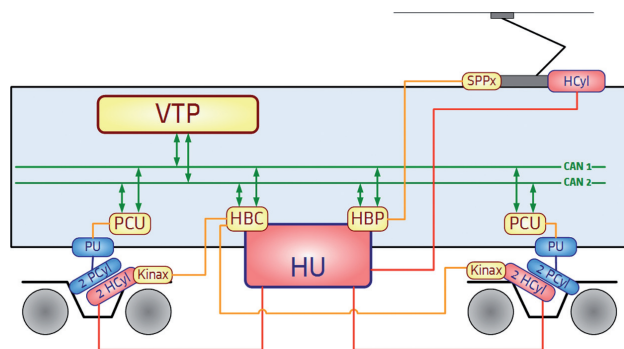 SPPx
HCyl
VTP
CAN 1
CAN 2
PCU
HBC
HBP
PCU
PU
HU
PU
2 PCyl
2 HCyl
Kinax
Kinax
2 HCyl
2 PCyl